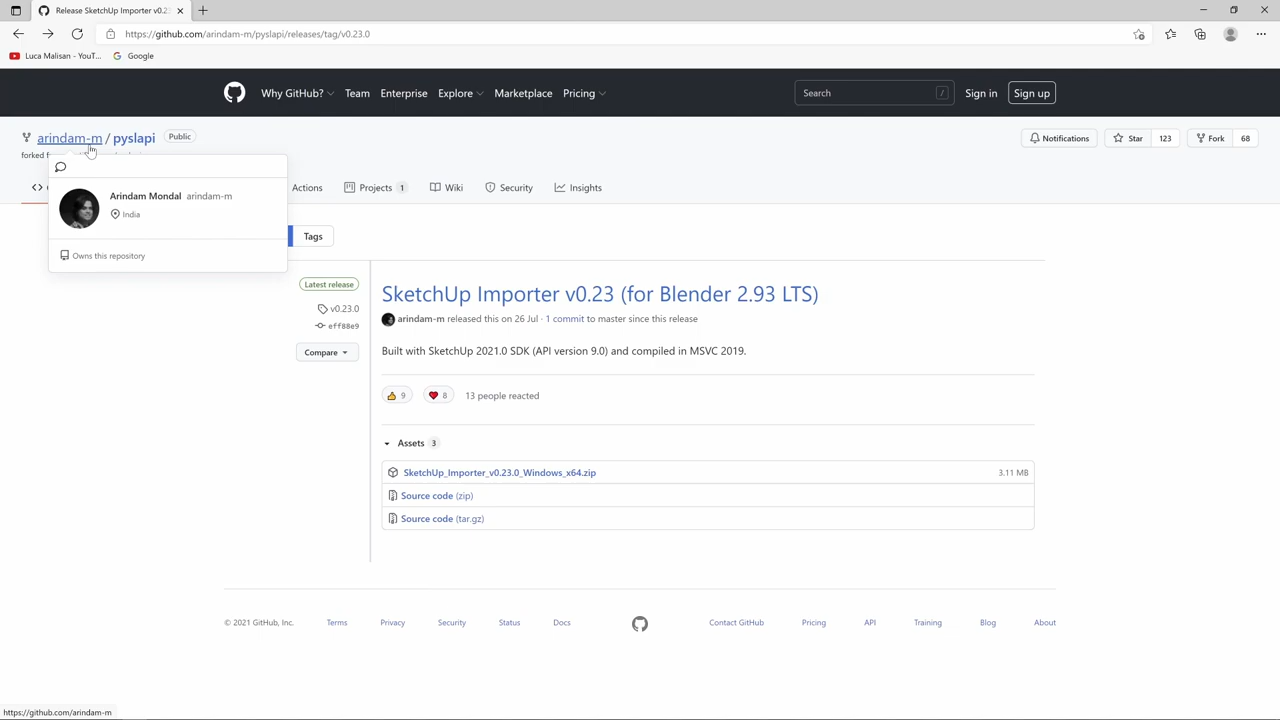 Release SketchUp Importer v0.23
https://github.com/arindam-m/pyslapi/releases/tag/v0.23.0
Luca Malisan - YouT...
Google
Why GitHub?
Team
Enterprise
Explore
Marketplace
Pricing
Search
/
Sign in
Sign up
arindam-m / pyslapi
Public
Notifications
Star
123
Fork
68
Actions
Projects
1
Wiki
Security
Insights
Arindam Mondal arindam-m
India
Owns this repository
Tags
Latest release
v0.23.0
eff88e9
Compare
SketchUp Importer v0.23 (for Blender 2.93 LTS)
arindam-m released this on 26 Jul · 1 commit to master since this release
Built with SketchUp 2021.0 SDK (API version 9.0) and compiled in MSVC 2019.
9
8
13 people reacted
Assets 3
SketchUp_Importer_v0.23.0_Windows_x64.zip
3.11 MB
Source code (zip)
Source code (tar.gz)
© 2021 GitHub, Inc.
Terms
Privacy
Security
Status
Docs
Contact GitHub
Pricing
API
Training
Blog
About
https://github.com/arindam-m